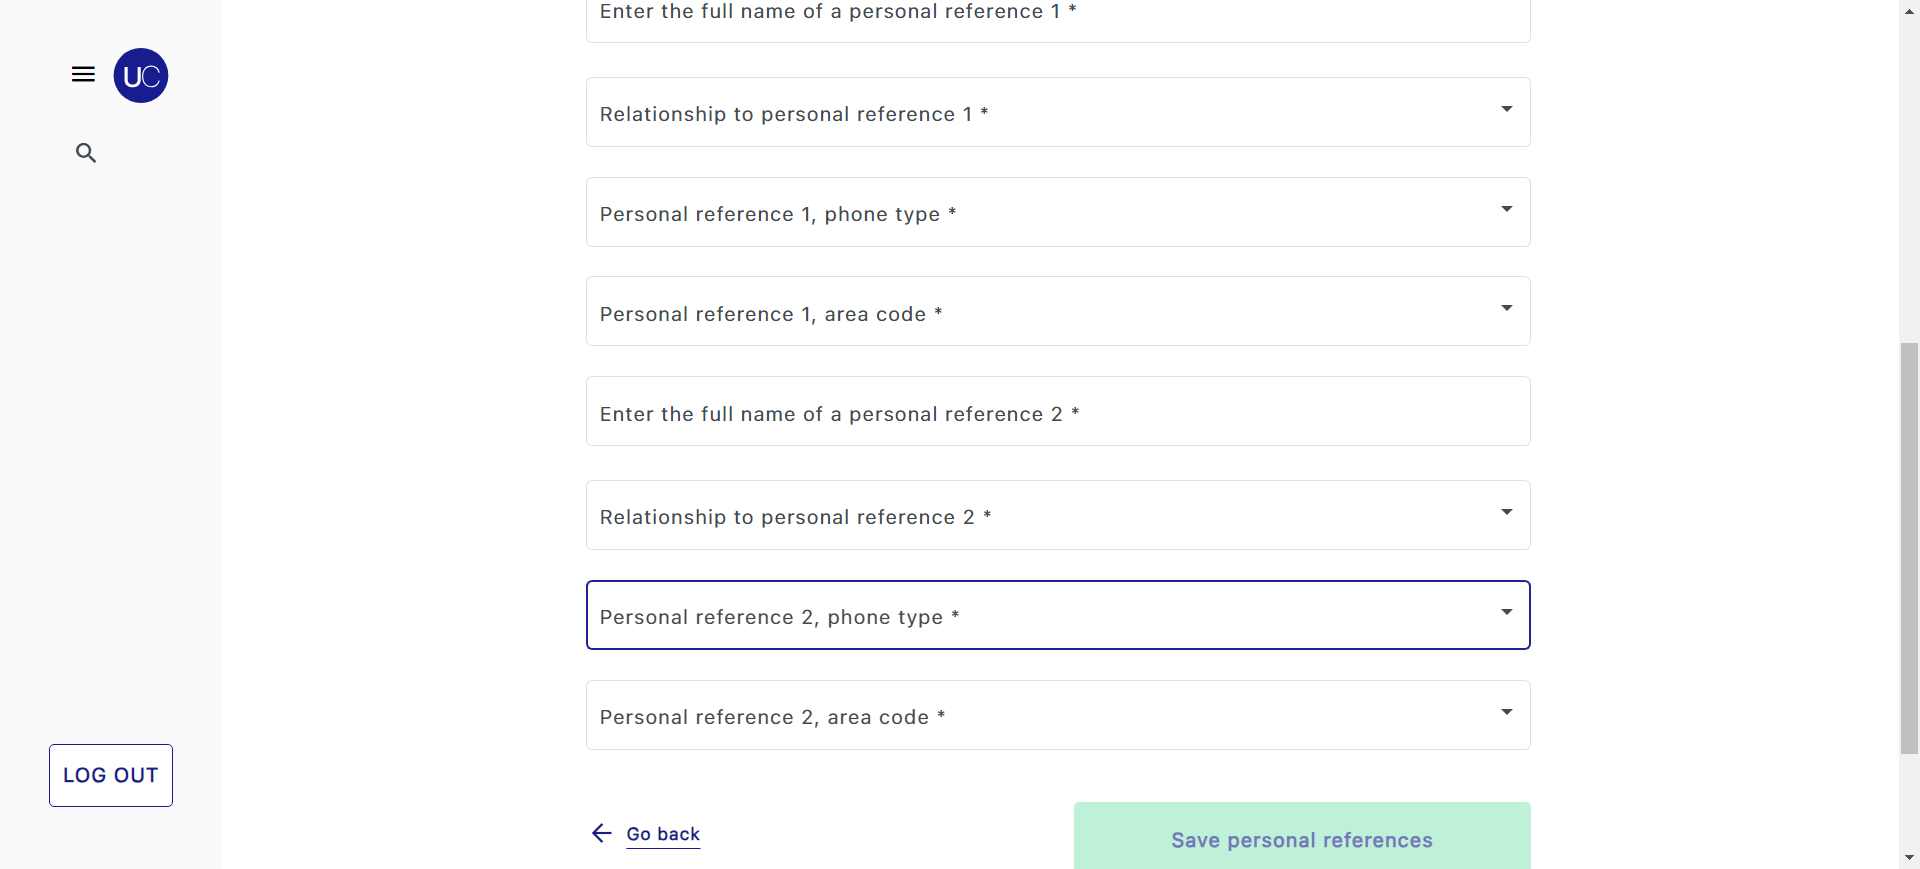 UC
LOG OUT
Enter the full name of a personal reference 1 *
Relationship to personal reference 1 *
Personal reference 1, phone type *
Personal reference 1, area code *
Enter the full name of a personal reference 2 *
Relationship to personal reference 2 *
Personal reference 2, phone type *
Personal reference 2, area code *
Go back
Save personal references